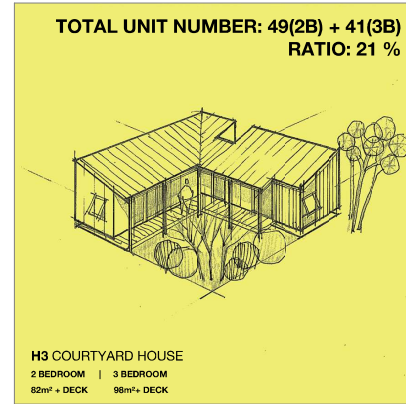 TOTAL UNIT NUMBER: 49(2B) + 41(3B)
RATIO: 21 %
H3 COURTYARD HOUSE
2 BEDROOM | 3 BEDROOM
82m² + DECK 98m²+ DECK